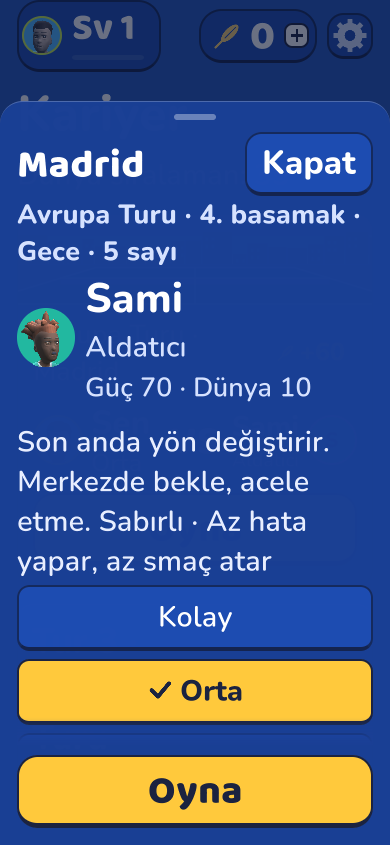 Sv 1
0
Kariyer
Madrid
Kapat
Avrupa Turu · 4. basamak ·
Gece · 5 sayı
Sami
Aldatıcı
Güç 70 · Dünya 10
Son anda yön değiştirir.
Merkezde bekle, acele
etme. Sabırlı · Az hata
yapar, az smaç atar
Kolay
Orta
Oyna